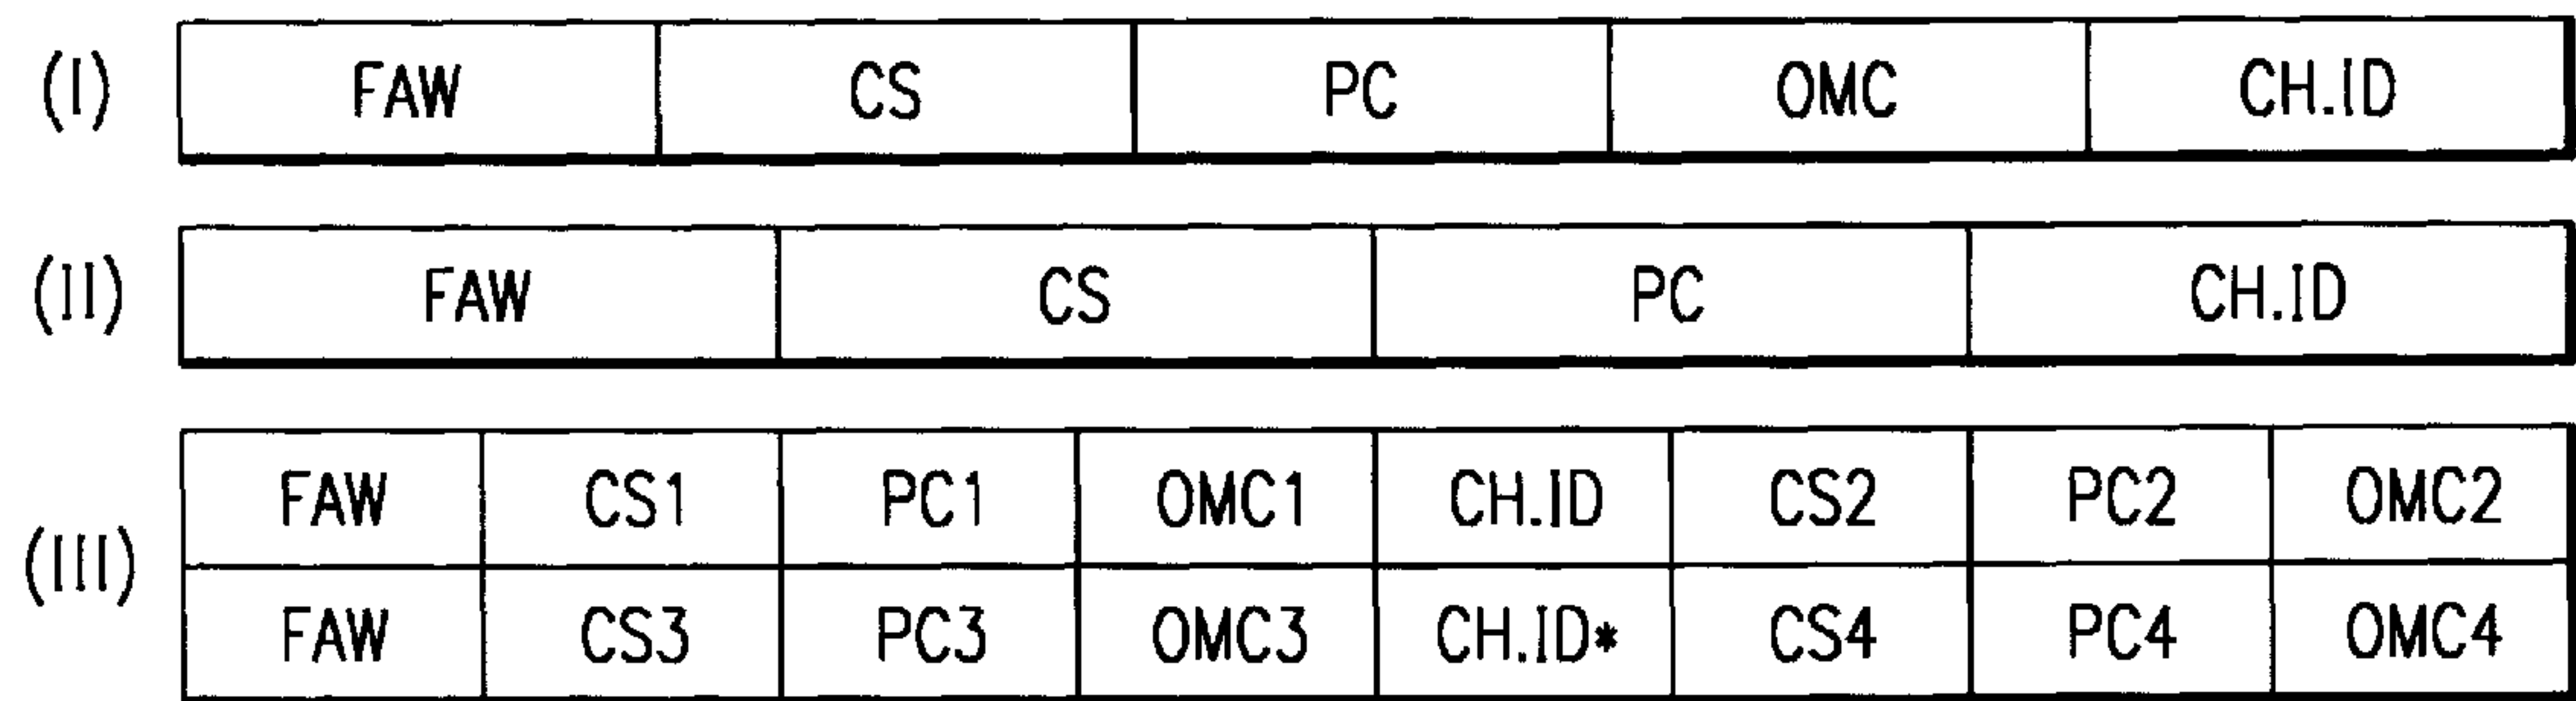 (I) FAW CS PC OMC CH.ID
(II) FAW CS PC CH.ID
(III)
FAW CS1 PC1 OMC1 CH.ID CS2 PC2 OMC2
FAW CS3 PC3 OMC3 CH.ID* CS4 PC4 OMC4